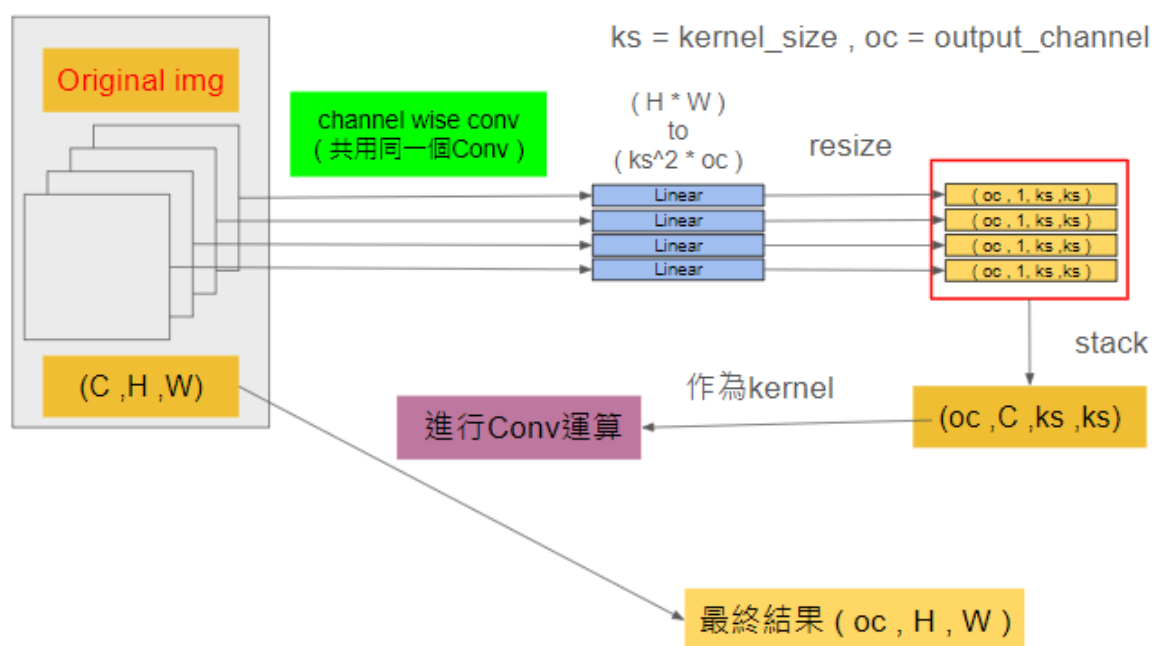 ks = kernel_size , oc = output_channel
Original img
channel wise conv
( 共用同一個Conv )
( H * W )
to
( ks^2 * oc )
resize
Linear
Linear
Linear
Linear
( oc , 1, ks ,ks )
( oc , 1, ks ,ks )
( oc , 1, ks ,ks )
( oc , 1, ks ,ks )
stack
(C ,H ,W)
作為kernel
進行Conv運算
(oc ,C ,ks ,ks)
最終結果 ( oc , H , W )